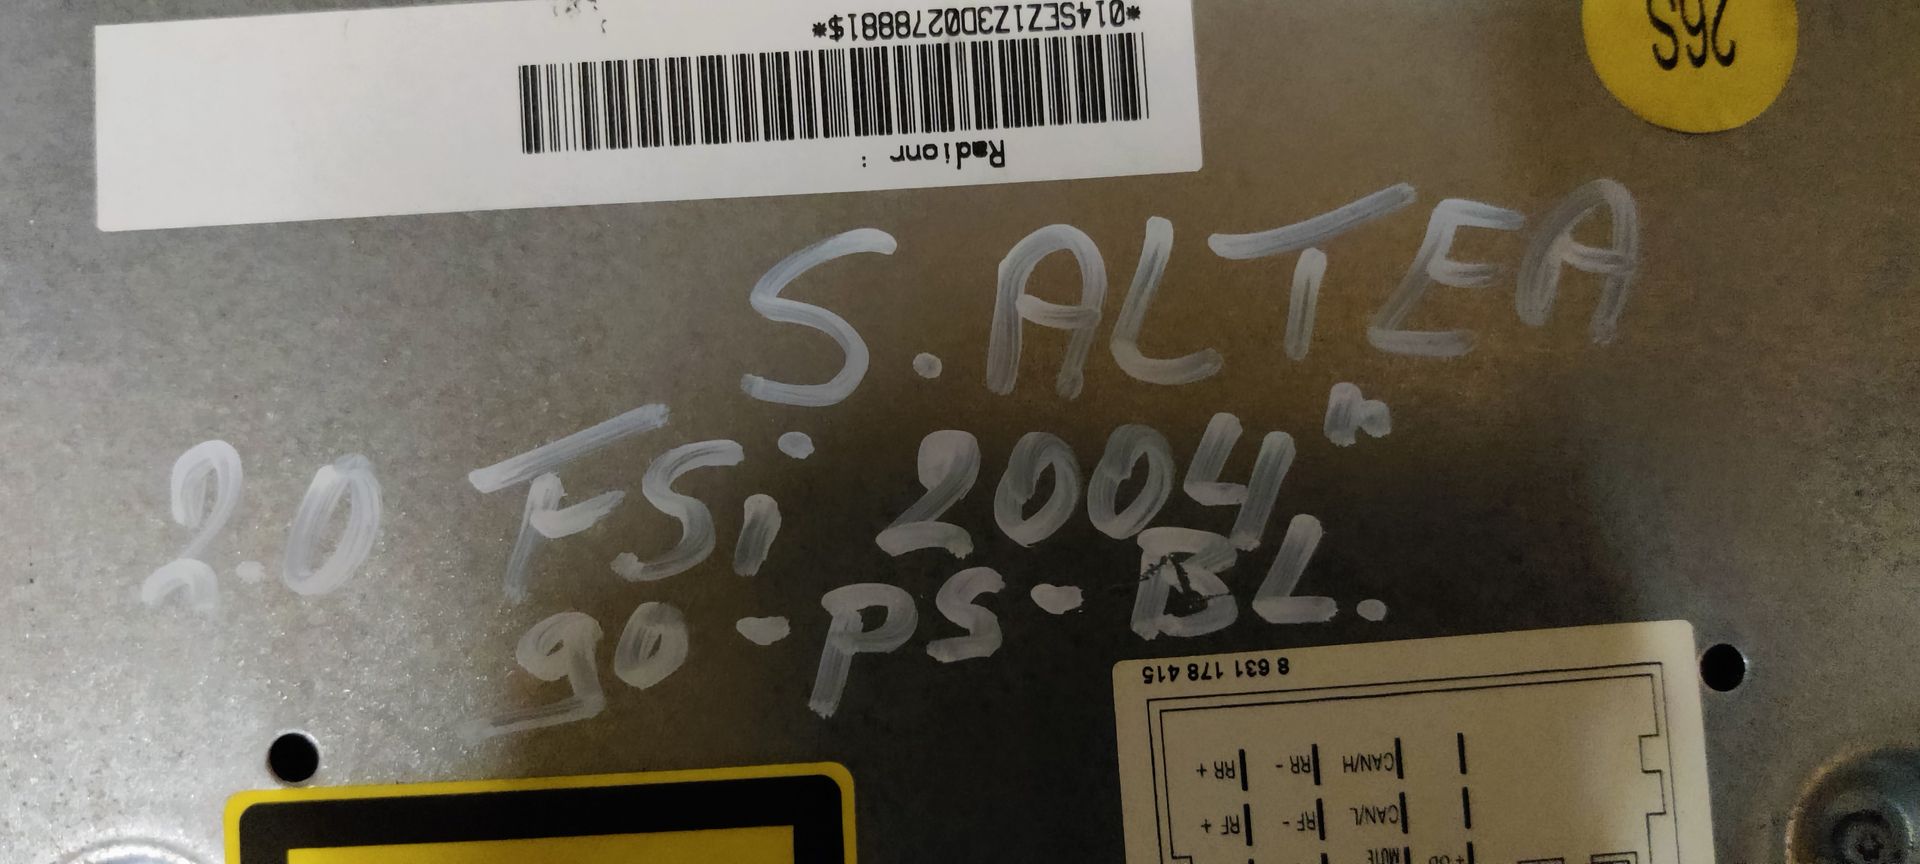 Radionr :
*014SEZ1Z3D0278881$*
S.ALTEA
2.0 FSi 2004"
90-PS-BL.
MUTE
CAN/L RF - RF +
CAN/H RR - RR +
8 631 178 415